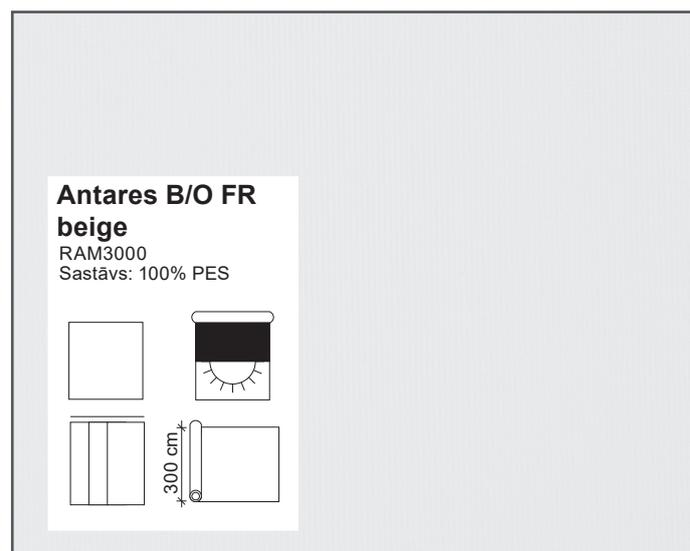 Antares B/O FR
beige
RAM3000
Sastāvs: 100% PES
300 cm